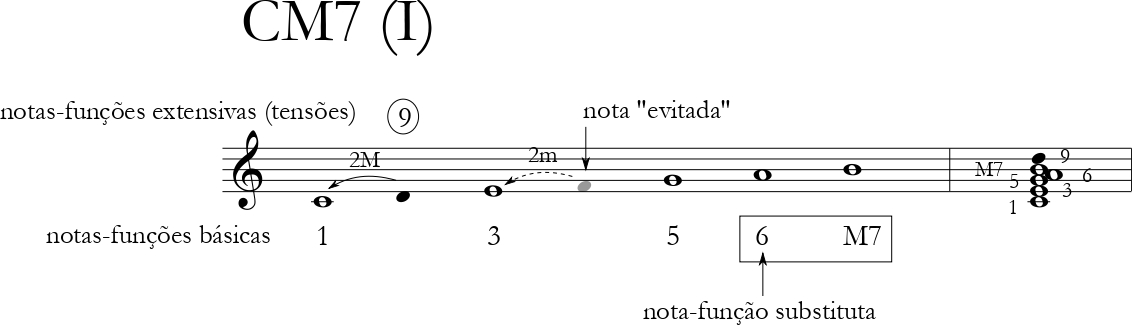 CM7 (I)
notas-funções extensivas (tensões) 9 nota "evitada"
2M 2m
M7 9
5 6
3
1
notas-funções básicas 1 3 5 6 M7
nota-função substituta